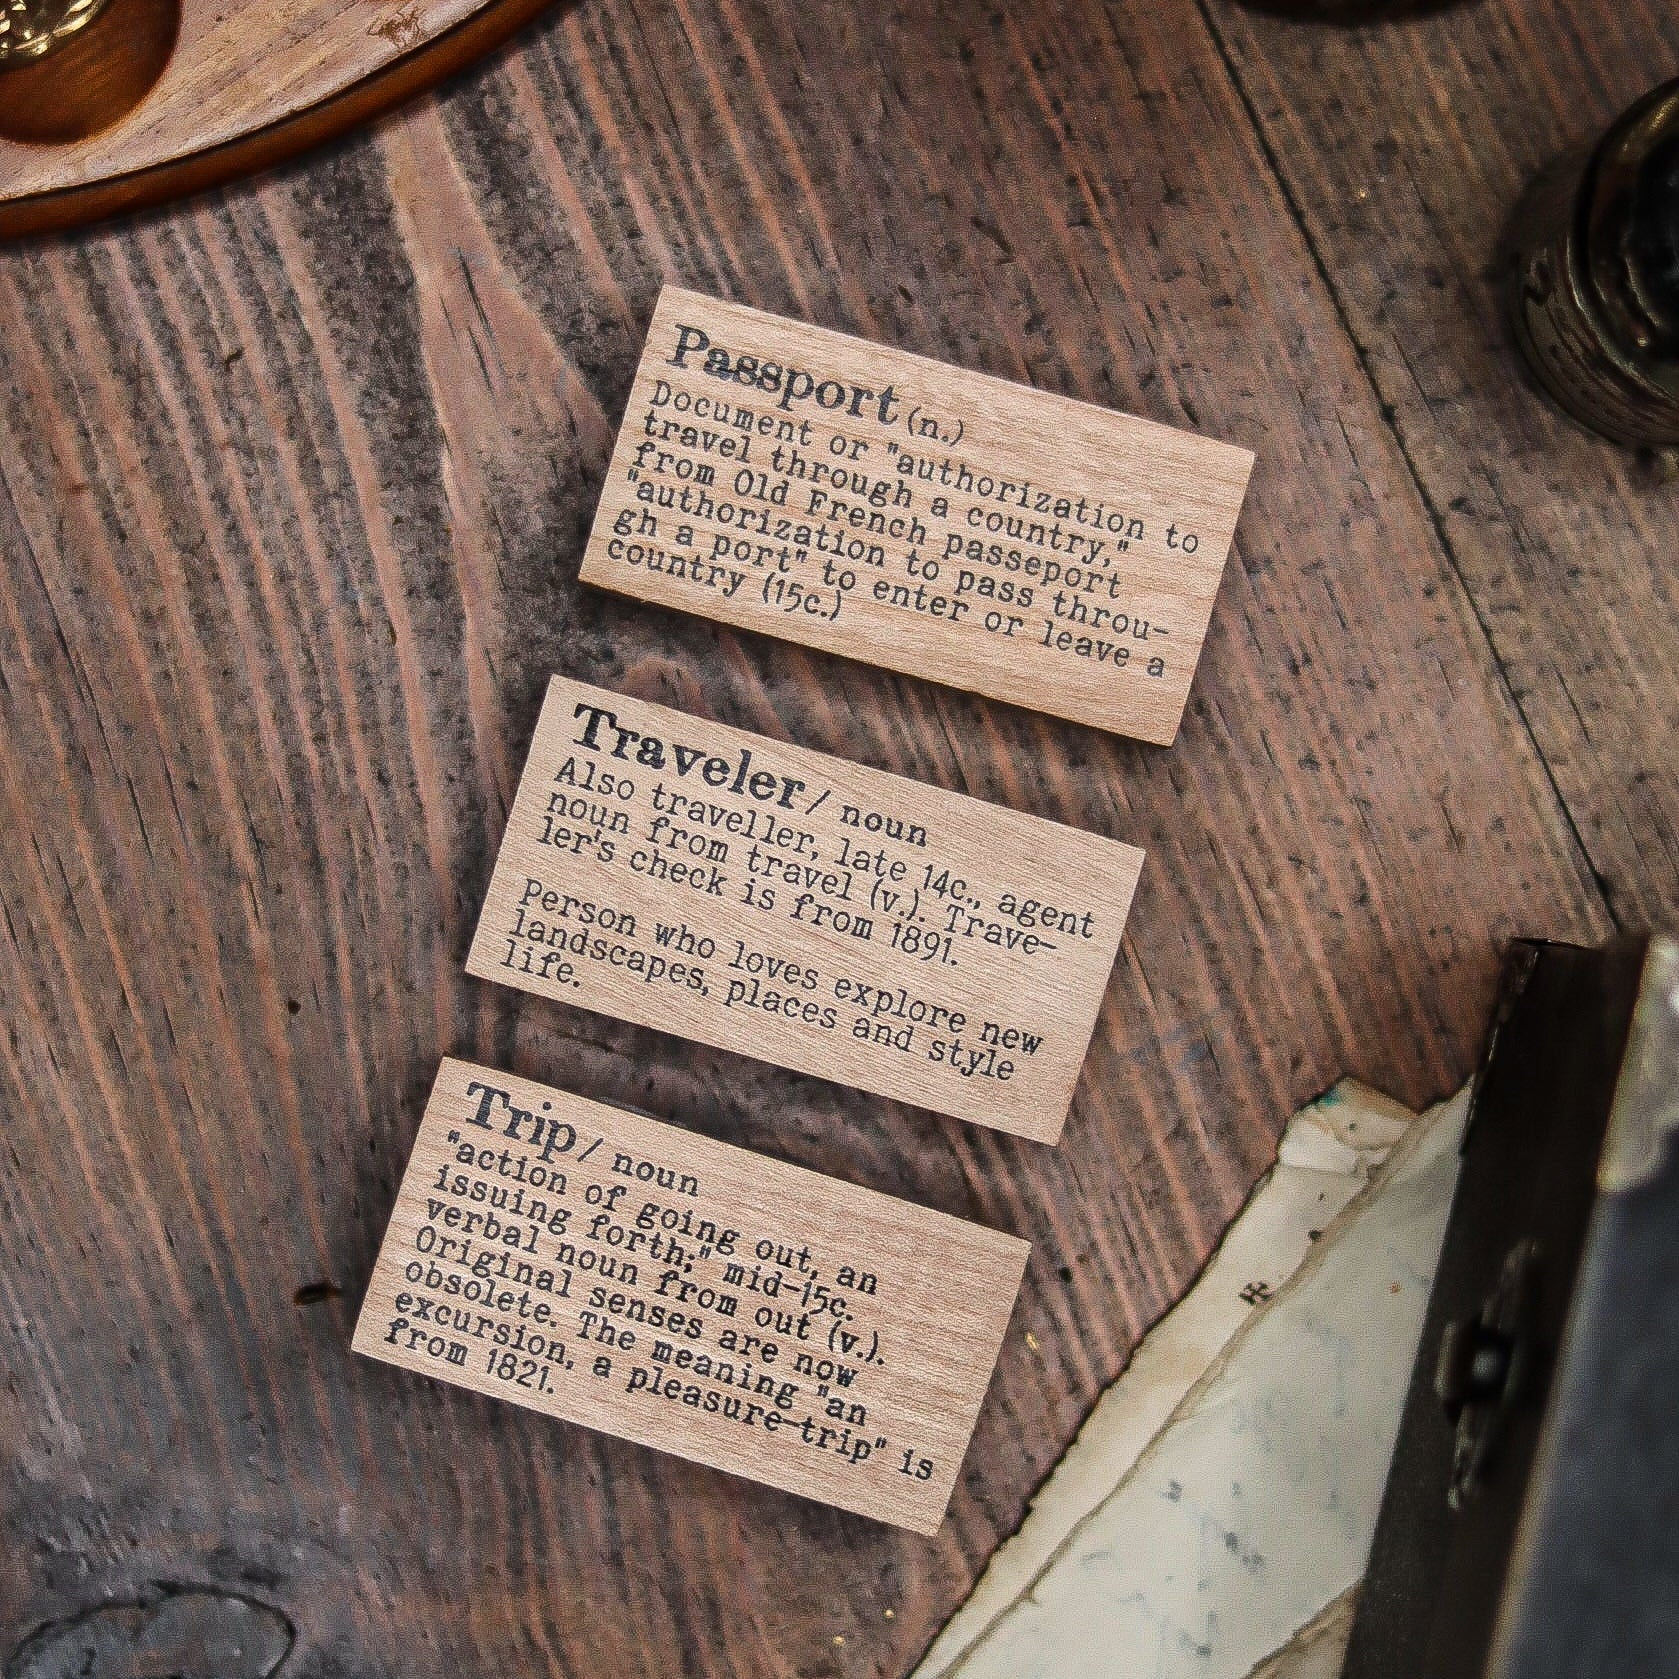 Passport (n.)
Document or "authorization to
travel through a country,"
from Old French passeport
"authorization to pass throu-
gh a port" to enter or leave a
country (15c.)
Traveler / noun
Also traveller, late 14c., agent
noun from travel (v.). Trave-
ler's check is from 1891.
Person who loves explore new
landscapes, places and style
life.
Trip / noun
"action of going out, an
issuing forth;" mid-15c.
verbal noun from out (v.).
Original senses are now
obsolete. The meaning "an
excursion, a pleasure-trip" is
from 1821.